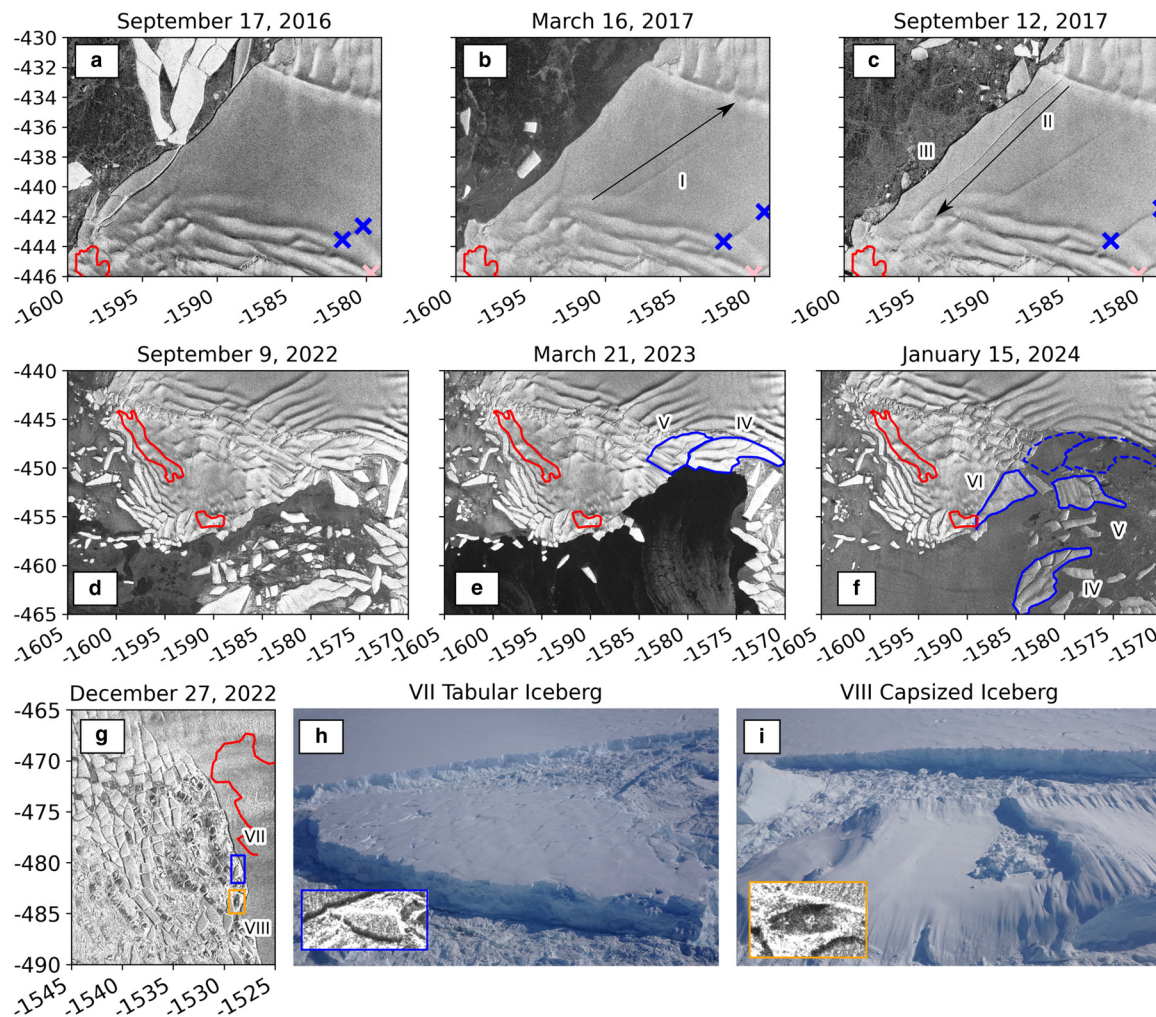 September 17, 2016
March 16, 2017
September 12, 2017
-430
-432
-434
-436
-438
-440
-442
-444
-446
a
b
c
I
II
III
-1600
-1595
-1590
-1585
-1580
-1600
-1595
-1590
-1585
-1580
-1600
-1595
-1590
-1585
-1580
September 9, 2022
March 21, 2023
January 15, 2024
-440
-445
-450
-455
-460
-465
V
IV
VI
V
IV
d
e
f
-1605
-1600
-1595
-1590
-1585
-1580
-1575
-1570
-1605
-1600
-1595
-1590
-1585
-1580
-1575
-1570
-1605
-1600
-1595
-1590
-1585
-1580
-1575
-1570
December 27, 2022
VII Tabular Iceberg
VIII Capsized Iceberg
-465
-470
-475
-480
-485
-490
g
h
i
VII
VIII
-1545
-1540
-1535
-1530
-1525